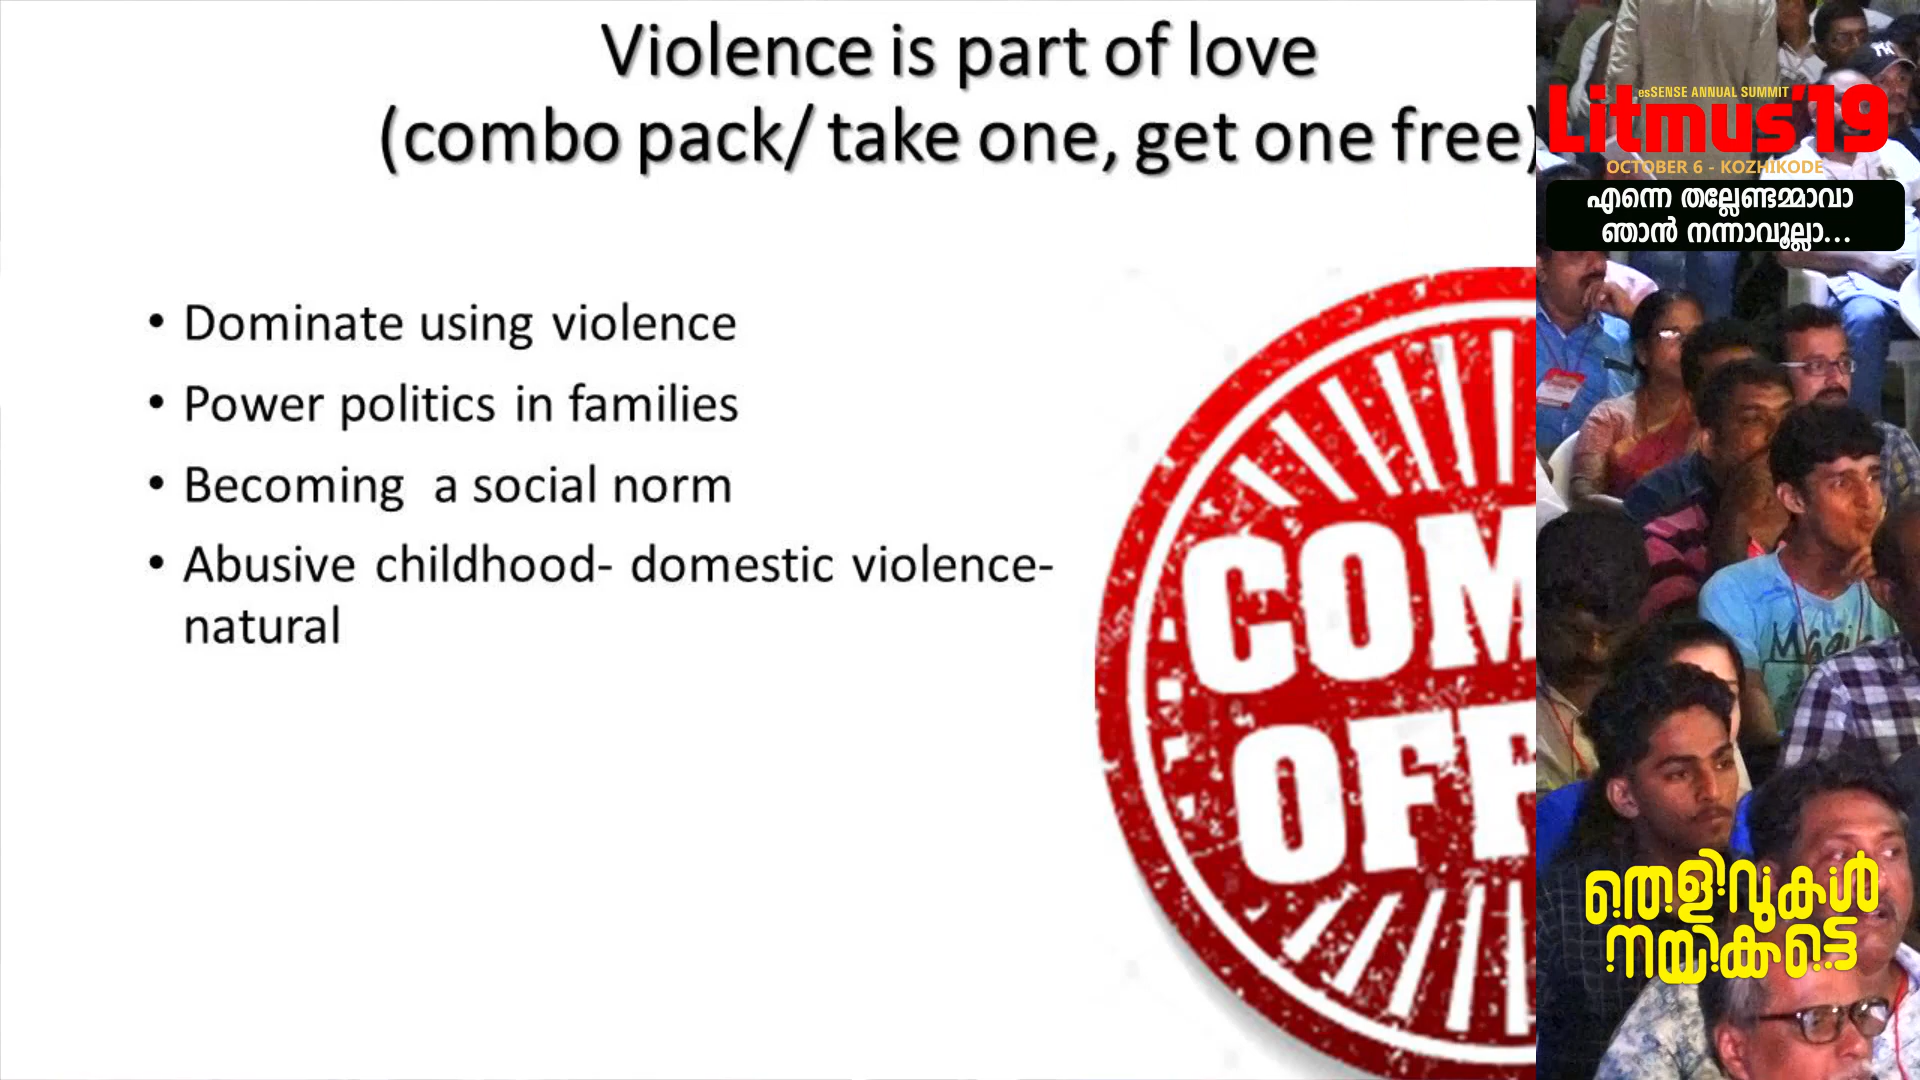 Violence is part of love
(combo pack/ take one, get one free)
• Dominate using violence
• Power politics in families
• Becoming a social norm
• Abusive childhood- domestic violence-
natural
COM
OFF
esSENSE ANNUAL SUMMIT
Litmus'19
OCTOBER 6 - KOZHIKODE
എന്നെ തല്ലേണ്ടമ്മാവാ
ഞാൻ നന്നാവൂല്ലാ...
തെളിവുകൾ
നയിക്കട്ടെ